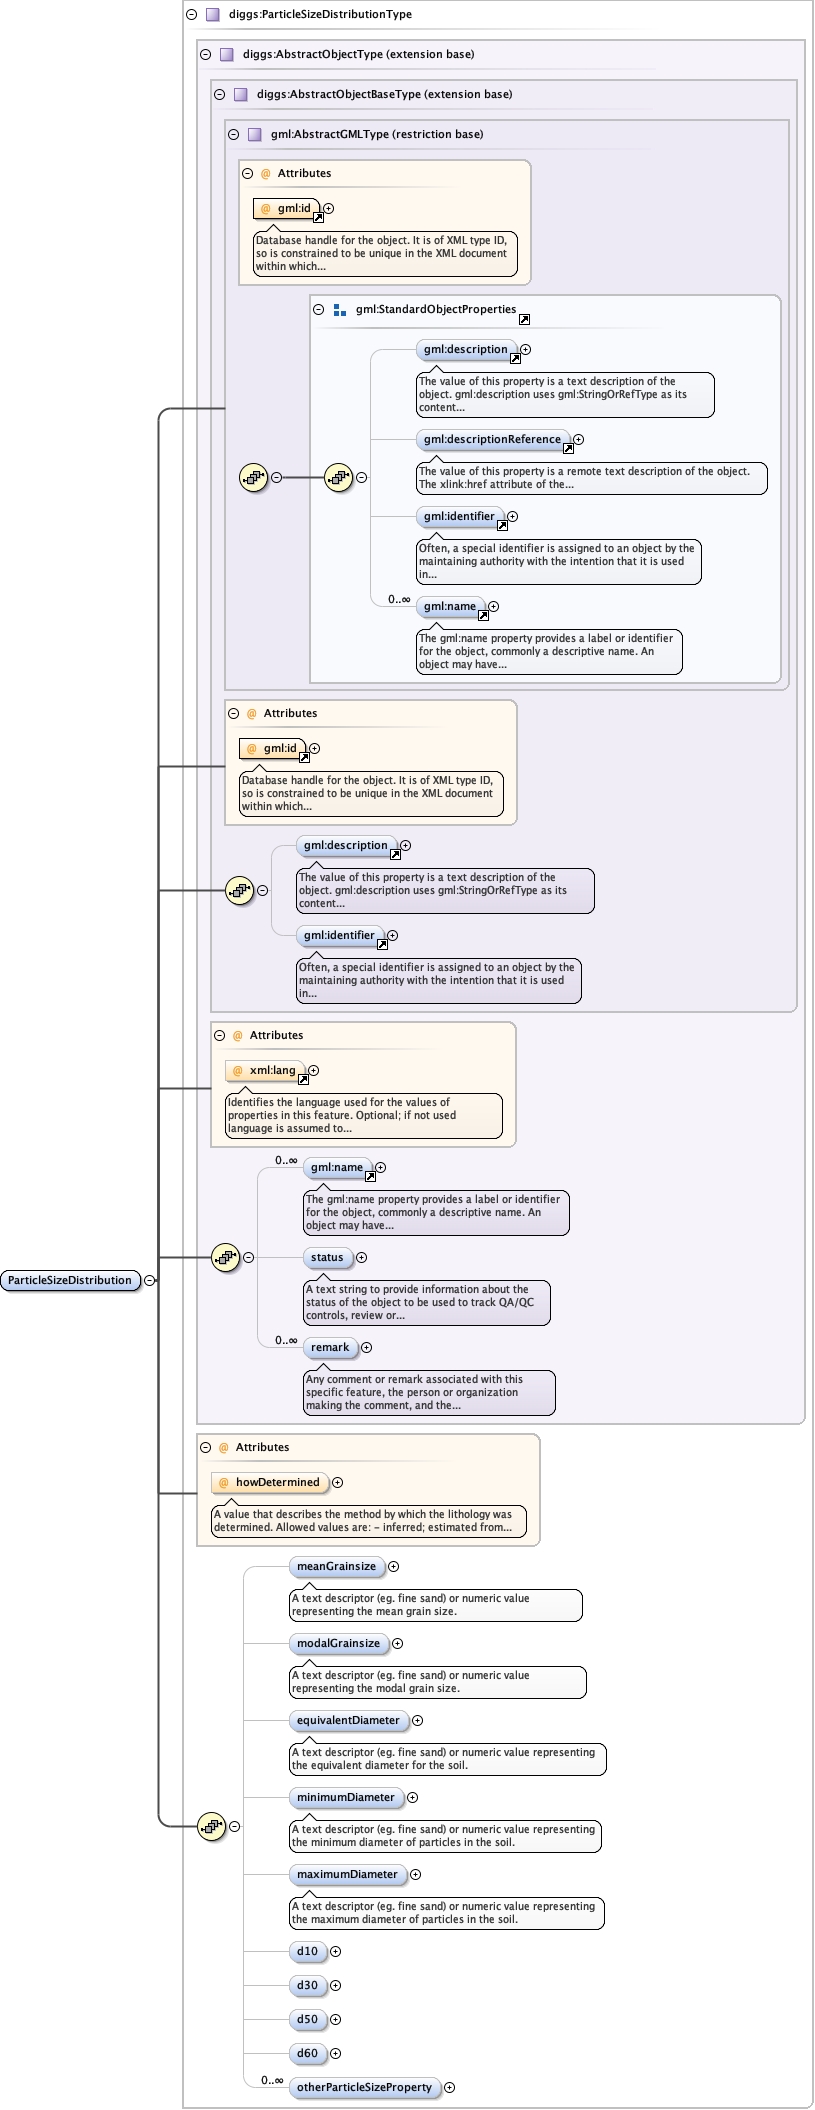 diggs:ParticleSizeDistributionType
diggs:AbstractObjectType (extension base)
diggs:AbstractObjectBaseType (extension base)
gml:AbstractGMLType (restriction base)
@ Attributes
@ gml:id
Database handle for the object. It is of XML type ID,
so is constrained to be unique in the XML document
within which...
gml:StandardObjectProperties
gml:description
The value of this property is a text description of the
object. gml:description uses gml:StringOrRefType as its
content...
gml:descriptionReference
The value of this property is a remote text description of the object.
The xlink:href attribute of the...
gml:identifier
Often, a special identifier is assigned to an object by the
maintaining authority with the intention that it is used
in...
0..∞
gml:name
The gml:name property provides a label or identifier
for the object, commonly a descriptive name. An
object may have...
@ Attributes
@ gml:id
Database handle for the object. It is of XML type ID,
so is constrained to be unique in the XML document
within which...
gml:description
The value of this property is a text description of the
object. gml:description uses gml:StringOrRefType as its
content...
gml:identifier
Often, a special identifier is assigned to an object by the
maintaining authority with the intention that it is used
in...
@ Attributes
@ xml:lang
Identifies the language used for the values of
properties in this feature. Optional; if not used
language is assumed to...
0..∞
gml:name
The gml:name property provides a label or identifier
for the object, commonly a descriptive name. An
object may have...
status
ParticleSizeDistribution
A text string to provide information about the
status of the object to be used to track QA/QC
controls, review or...
0..∞
remark
Any comment or remark associated with this
specific feature, the person or organization
making the comment, and the...
@ Attributes
@ howDetermined
A value that describes the method by which the lithology was
determined. Allowed values are: - inferred; estimated from...
meanGrainsize
A text descriptor (eg. fine sand) or numeric value
representing the mean grain size.
modalGrainsize
A text descriptor (eg. fine sand) or numeric value
representing the modal grain size.
equivalentDiameter
A text descriptor (eg. fine sand) or numeric value representing
the equivalent diameter for the soil.
minimumDiameter
A text descriptor (eg. fine sand) or numeric value representing
the minimum diameter of particles in the soil.
maximumDiameter
A text descriptor (eg. fine sand) or numeric value representing
the maximum diameter of particles in the soil.
d10
d30
d50
d60
0..∞
otherParticleSizeProperty